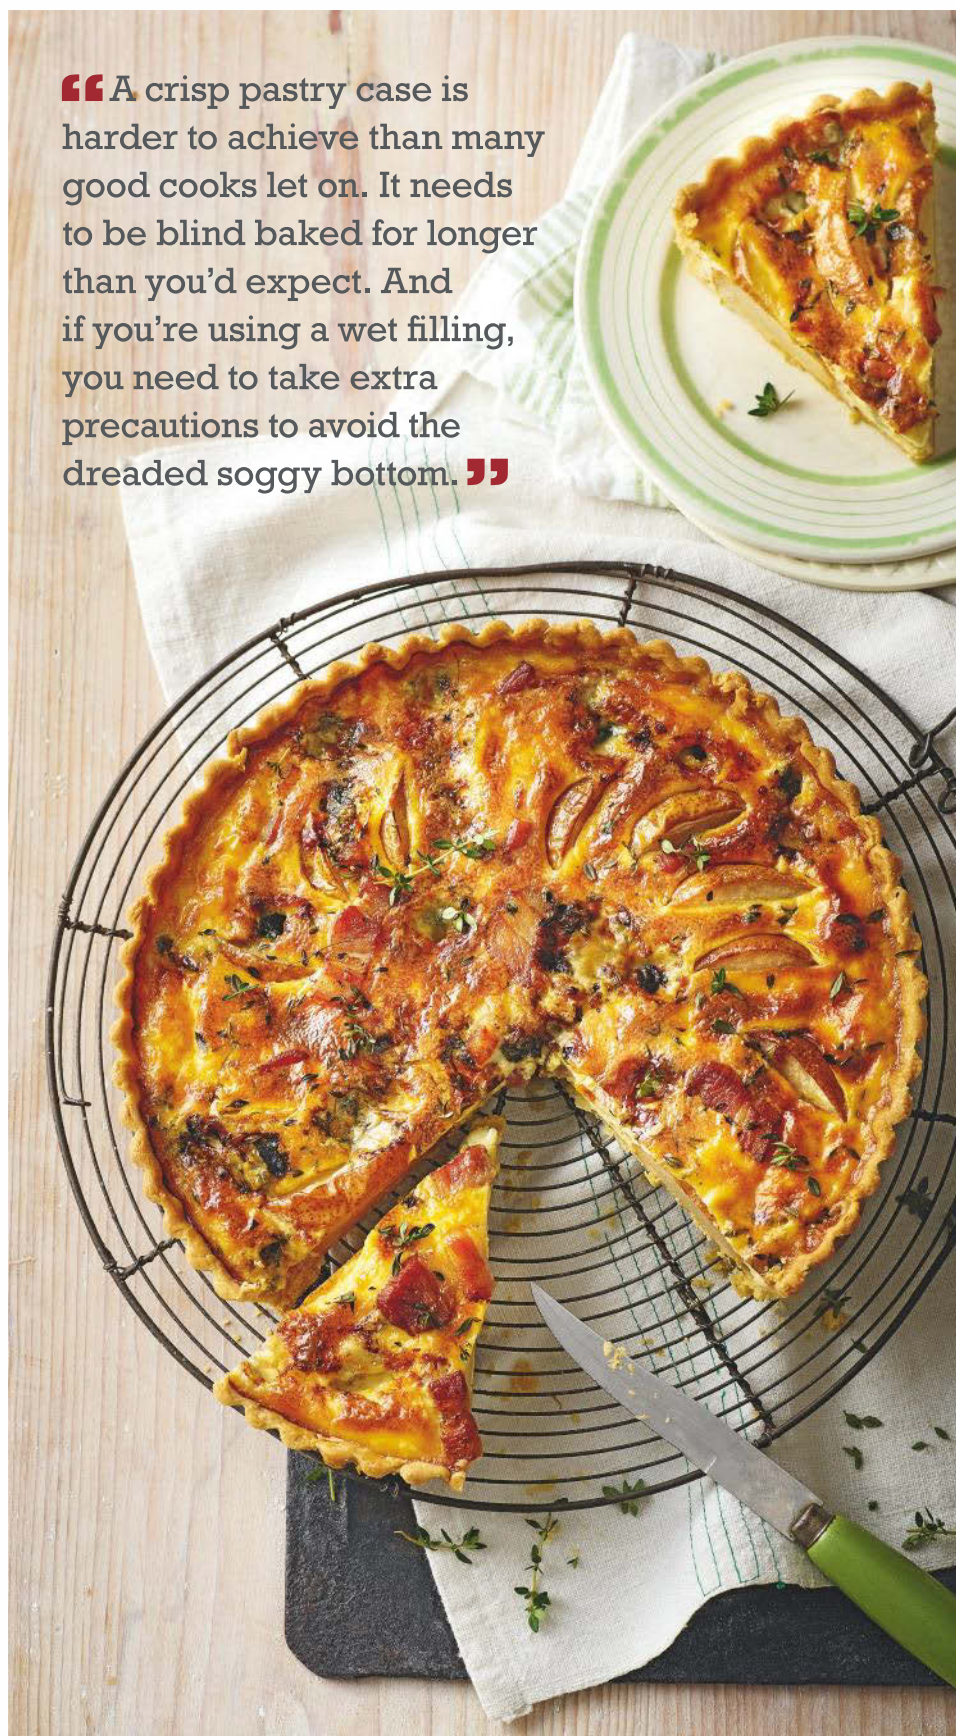 “A crisp pastry case is
harder to achieve than many
good cooks let on. It needs
to be blind baked for longer
than you’d expect. And
if you’re using a wet filling,
you need to take extra
precautions to avoid the
dreaded soggy bottom.”